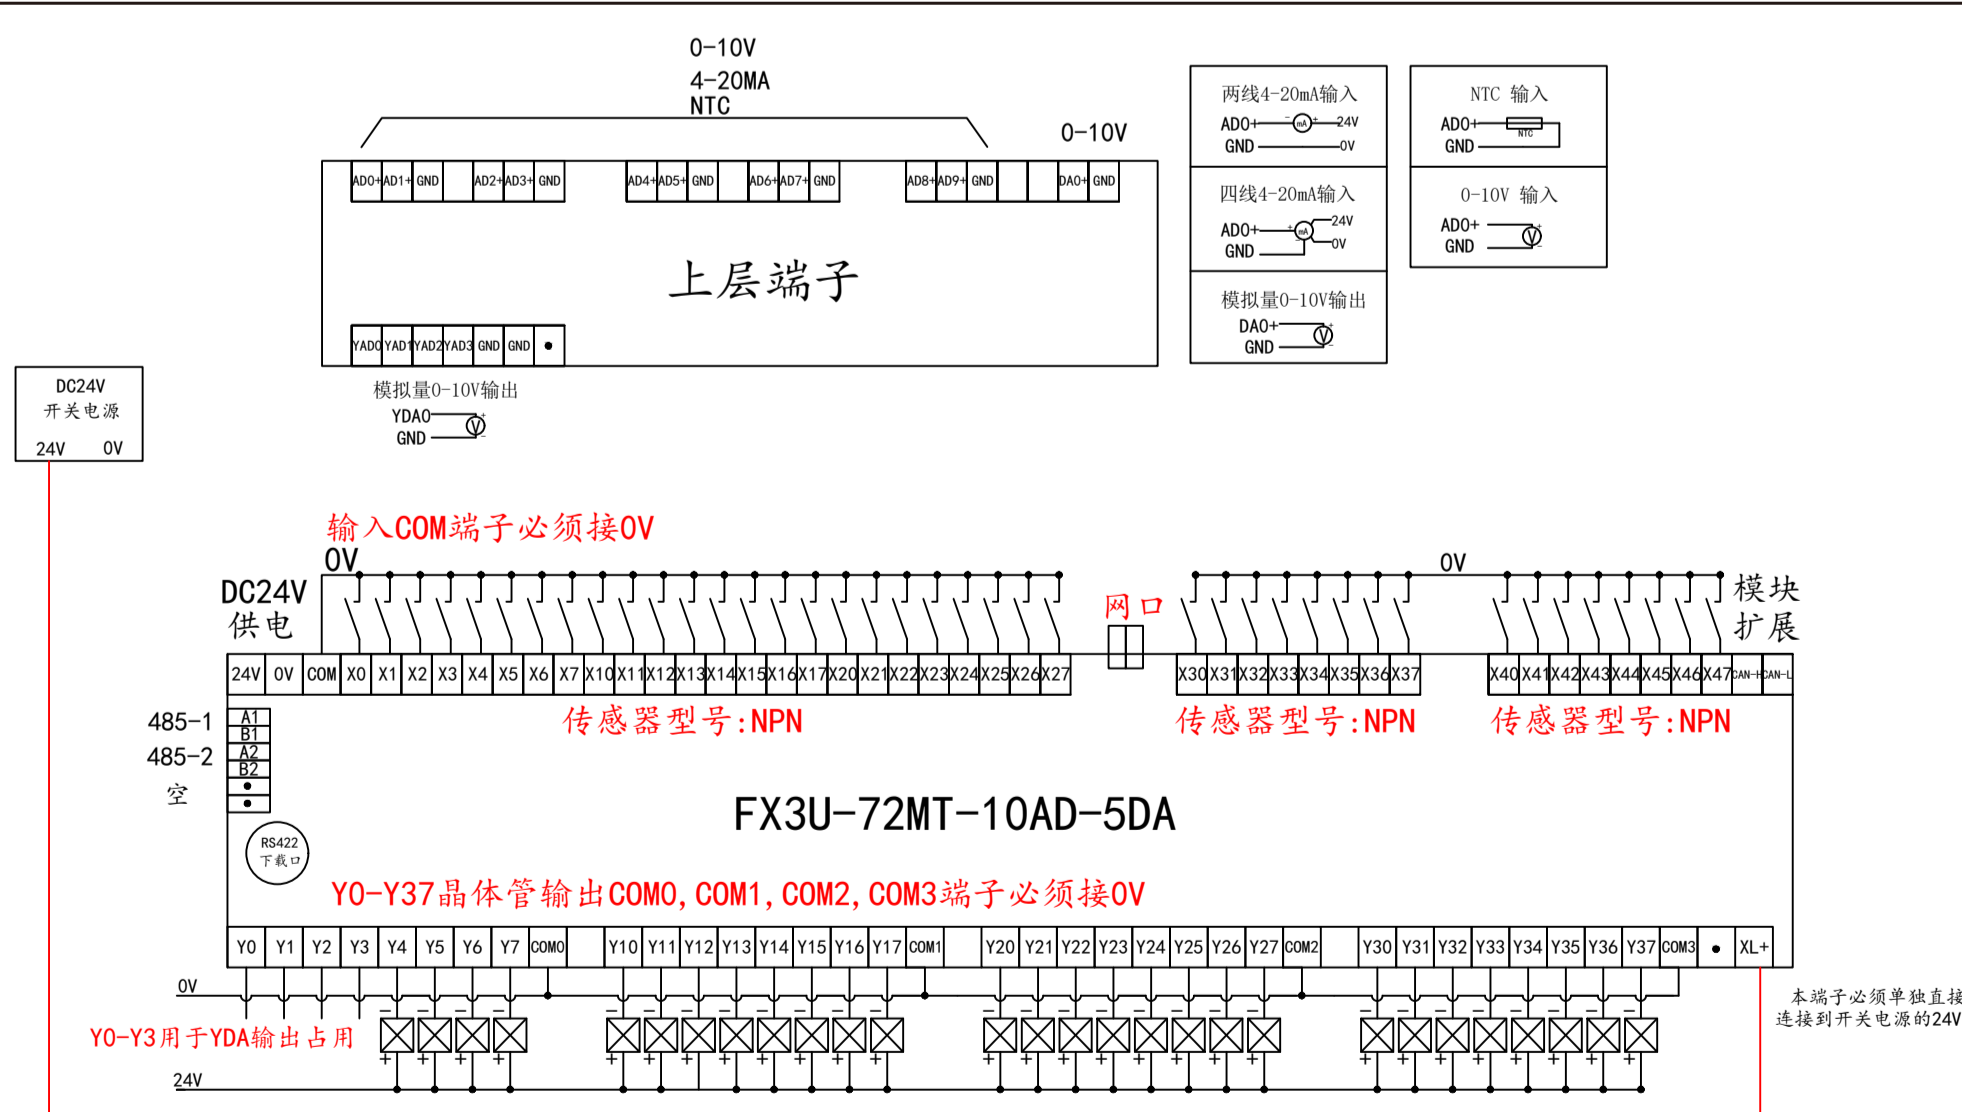 0-10V
4-20MA
NTC
0-10V
AD0+ AD1+ GND AD2+ AD3+ GND AD4+ AD5+ GND AD6+ AD7+ GND AD8+ AD9+ GND DA0+ GND
上层端子
YAD0 YAD1 YAD2 YAD3 GND GND
模拟量0-10V输出
YDA0
GND
两线4-20mA输入
AD0+ - mA + 24V
GND 0V
四线4-20mA输入
AD0+ + mA - 24V
GND 0V
模拟量0-10V输出
DA0+ V + -
GND
NTC 输入
AD0+ NTC
GND
0-10V 输入
AD0+ V + -
GND
DC24V
开关电源
24V 0V
输入COM端子必须接0V
0V
0V
DC24V
供电
网口
模块
扩展
24V 0V COM X0 X1 X2 X3 X4 X5 X6 X7 X10 X11 X12 X13 X14 X15 X16 X17 X20 X21 X22 X23 X24 X25 X26 X27 X30 X31 X32 X33 X34 X35 X36 X37 X40 X41 X42 X43 X44 X45 X46 X47 CAN-H CAN-L
传感器型号:NPN
传感器型号:NPN
传感器型号:NPN
485-1 A1
B1
485-2 A2
B2
空
FX3U-72MT-10AD-5DA
RS422
下载口
Y0-Y37晶体管输出COM0,COM1,COM2,COM3端子必须接0V
Y0 Y1 Y2 Y3 Y4 Y5 Y6 Y7 COM0 Y10 Y11 Y12 Y13 Y14 Y15 Y16 Y17 COM1 Y20 Y21 Y22 Y23 Y24 Y25 Y26 Y27 COM2 Y30 Y31 Y32 Y33 Y34 Y35 Y36 Y37 COM3 XL+
0V
Y0-Y3用于YDA输出占用
24V
本端子必须单独直接
连接到开关电源的24V